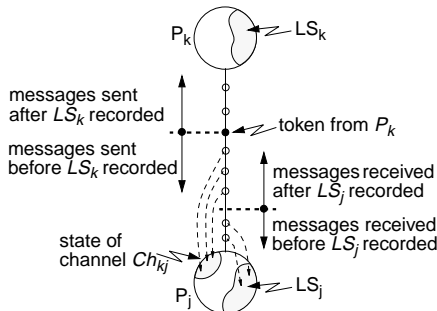 P_k
LS_k
messages sent
after LS_k recorded
token from P_k
messages sent
before LS_k recorded
messages received
after LS_j recorded
messages received
before LS_j recorded
state of
channel Ch_kj
P_j
LS_j